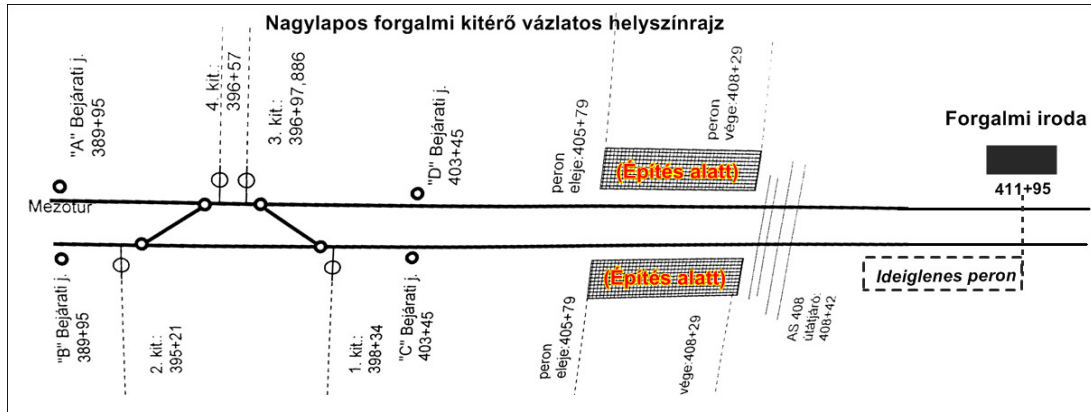 Nagylapos forgalmi kitérő vázlatos helyszínrajz
"A" Bejárati j.
389+95
4. kit.:
396+57
3. kit.:
396+97,886
"D" Bejárati j.
403+45
peron
eleje:405+79
peron
vége:408+29
(Építés alatt)
Forgalmi iroda
411+95
Mezőtur
"B" Bejárati j.
389+95
2. kit.:
395+21
1. kit.:
398+34
"C" Bejárati j.
403+45
peron
eleje:405+79
(Építés alatt)
vége:408+29
AS 408
útátjáró:
408+42
Ideiglenes peron